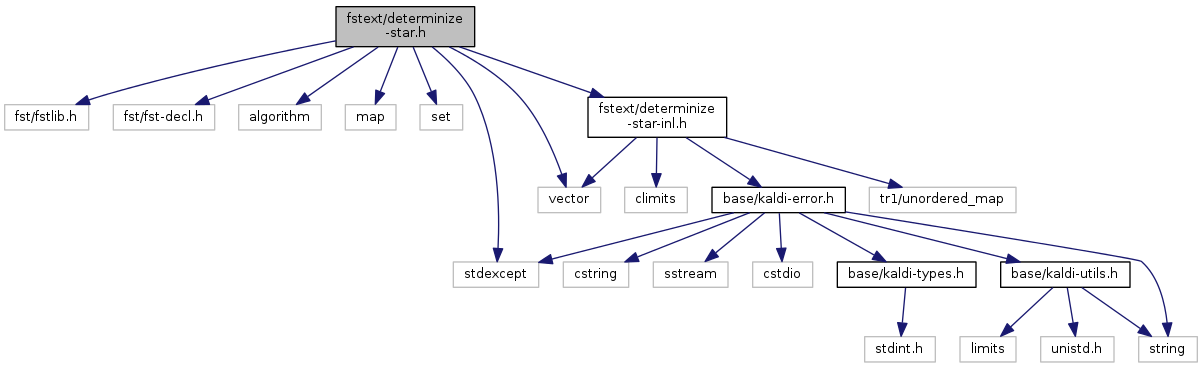 fstext/determinize
-star.h
fst/fstlib.h
fst/fst-decl.h
algorithm
map
set
fstext/determinize
-star-inl.h
vector
climits
base/kaldi-error.h
tr1/unordered_map
stdexcept
cstring
sstream
cstdio
base/kaldi-types.h
base/kaldi-utils.h
stdint.h
limits
unistd.h
string